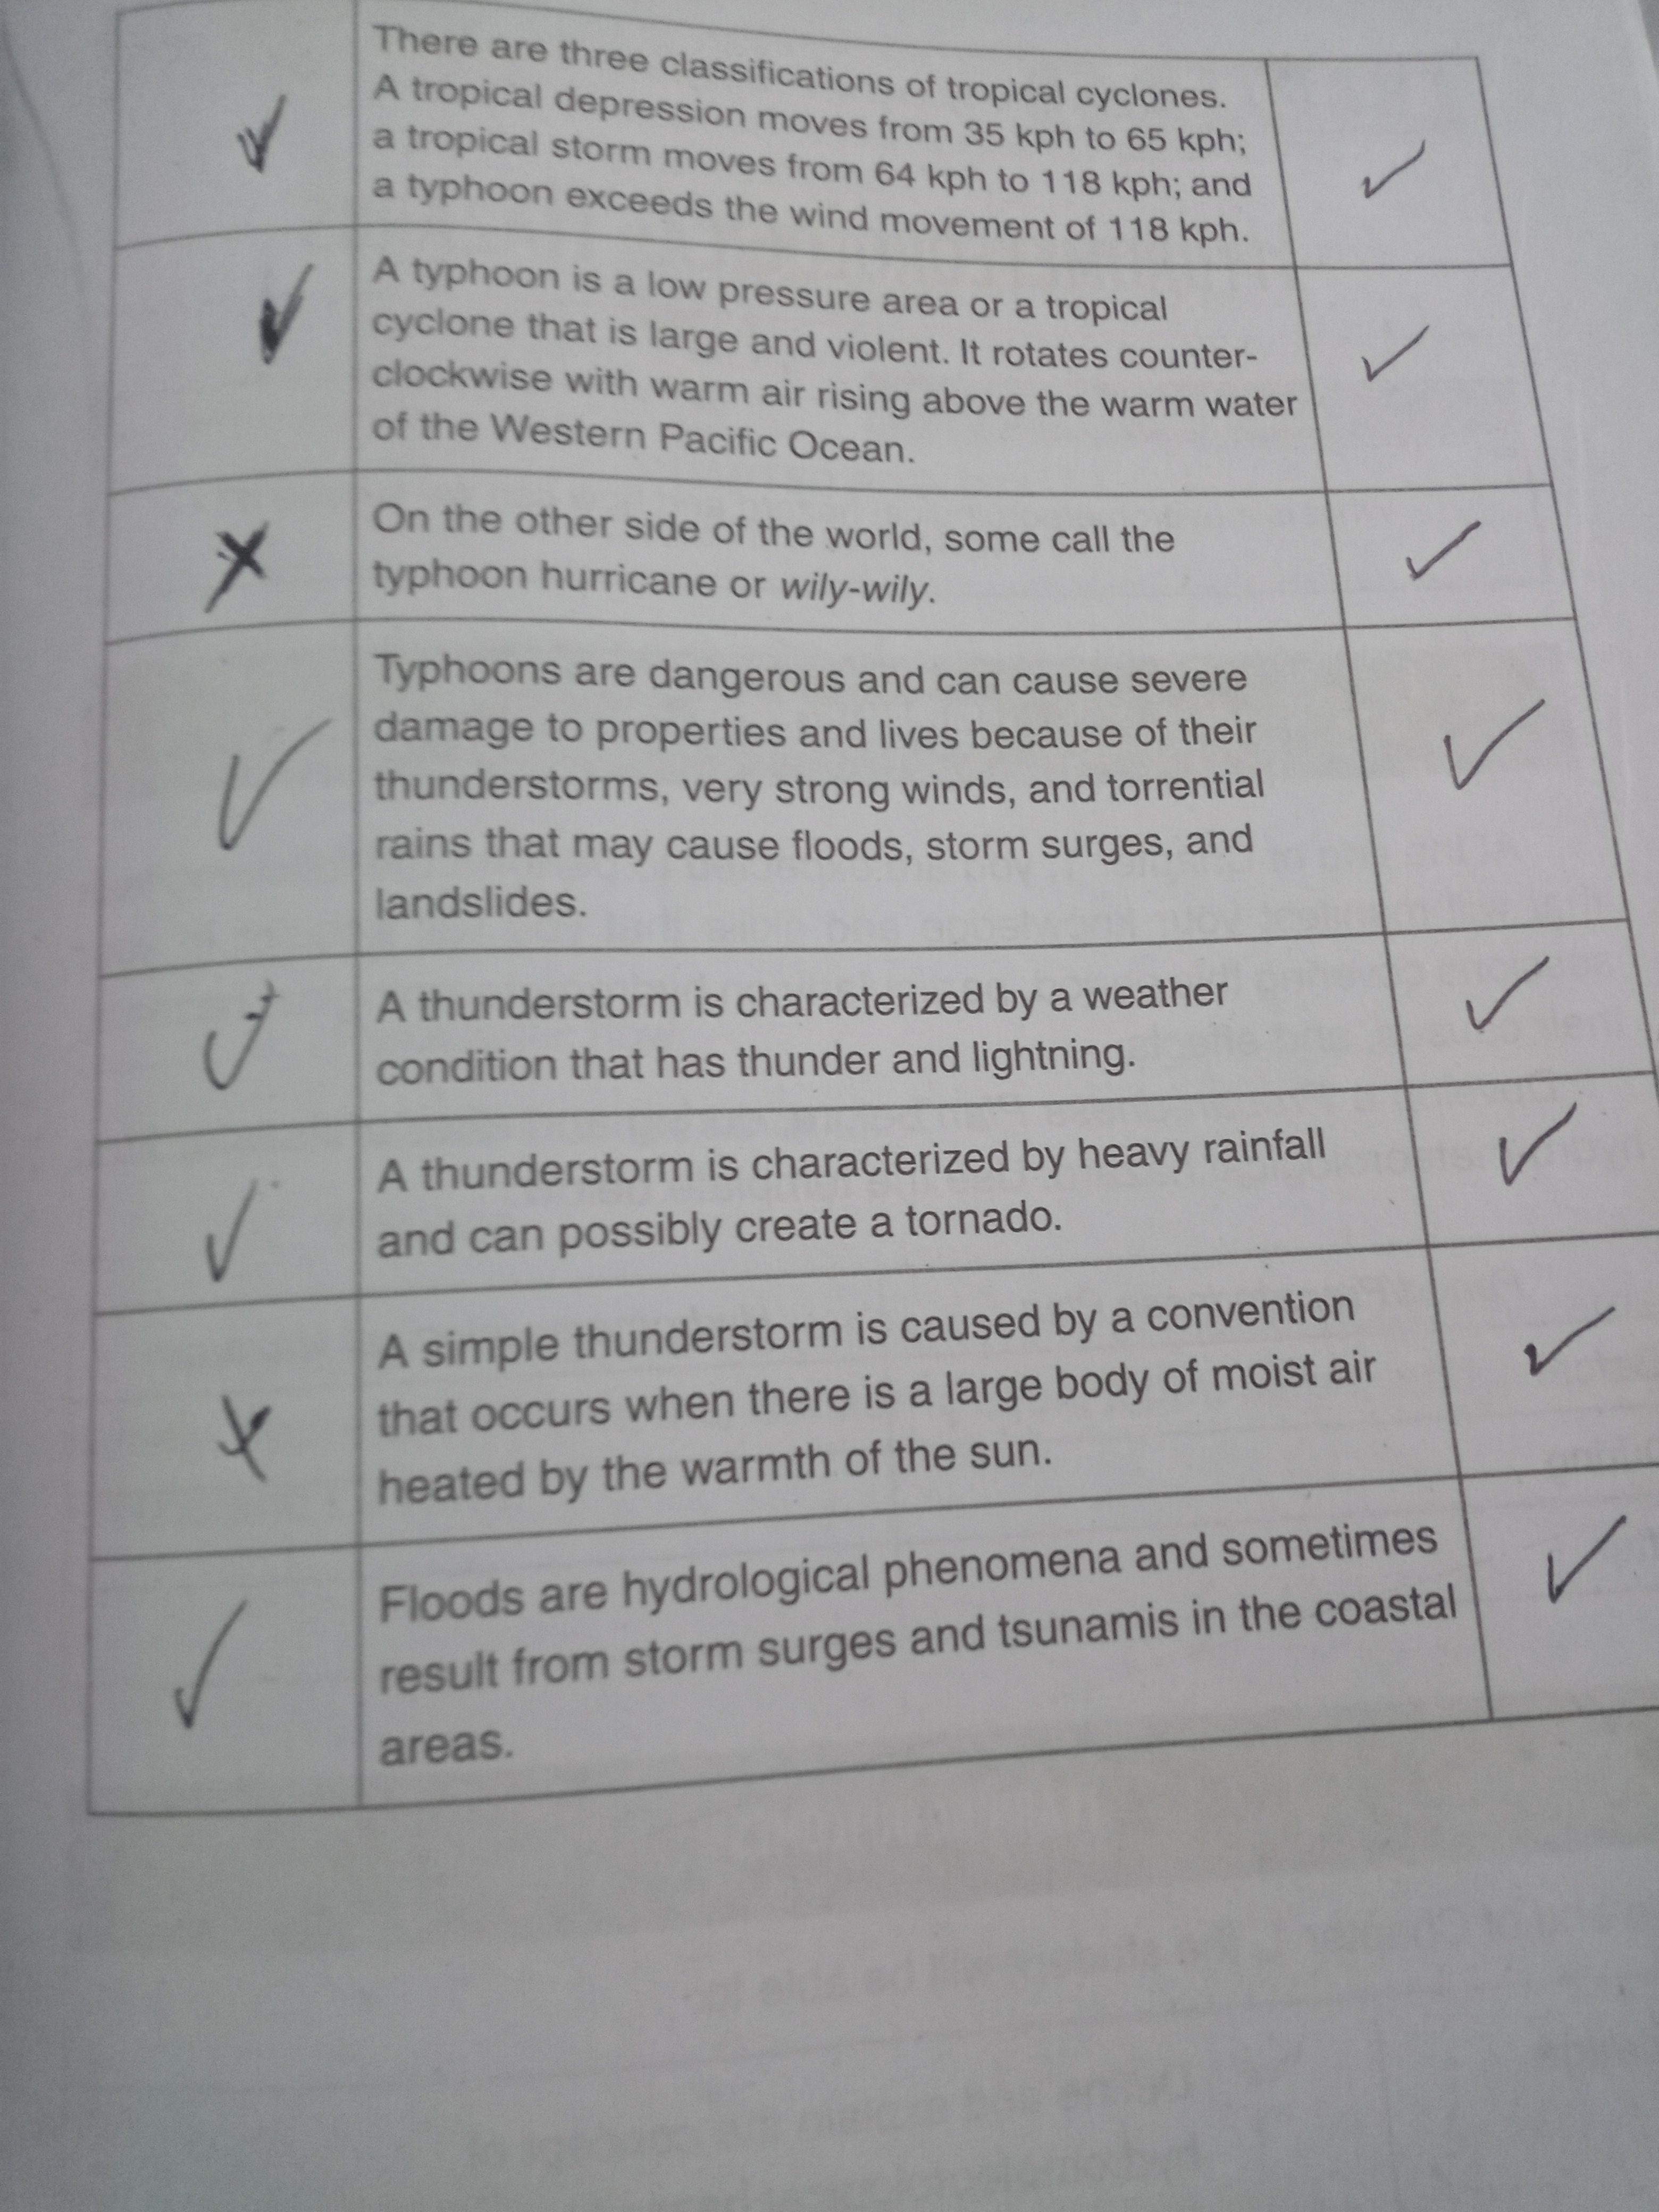 There are three classifications of tropical cyclones.
A tropical depression moves from 35 kph to 65 kph;
a tropical storm moves from 64 kph to 118 kph; and
a typhoon exceeds the wind movement of 118 kph.
A typhoon is a low pressure area or a tropical
cyclone that is large and violent. It rotates counter-
clockwise with warm air rising above the warm water
of the Western Pacific Ocean.
On the other side of the world, some call the
typhoon hurricane or wily-wily.
Typhoons are dangerous and can cause severe
damage to properties and lives because of their
thunderstorms, very strong winds, and torrential
rains that may cause floods, storm surges, and
landslides.
A thunderstorm is characterized by a weather
condition that has thunder and lightning.
A thunderstorm is characterized by heavy rainfall
and can possibly create a tornado.
A simple thunderstorm is caused by a convention
that occurs when there is a large body of moist air
heated by the warmth of the sun.
Floods are hydrological phenomena and sometimes
result from storm surges and tsunamis in the coastal
areas.